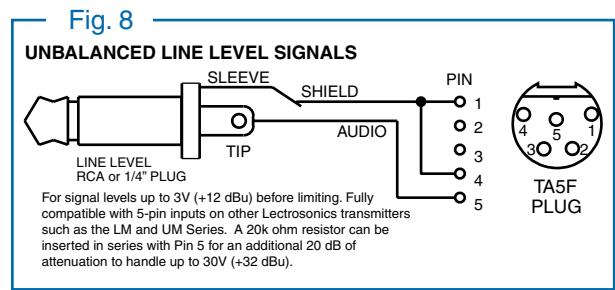 Fig. 8
UNBALANCED LINE LEVEL SIGNALS
SLEEVE
SHIELD
PIN
1
2
3
4
5
AUDIO
TIP
LINE LEVEL
RCA or 1/4" PLUG
4
5
1
3
2
TA5F
PLUG
For signal levels up to 3V (+12 dBu) before limiting. Fully
compatible with 5-pin inputs on other Lectrosonics transmitters
such as the LM and UM Series. A 20k ohm resistor can be
inserted in series with Pin 5 for an additional 20 dB of
attenuation to handle up to 30V (+32 dBu).